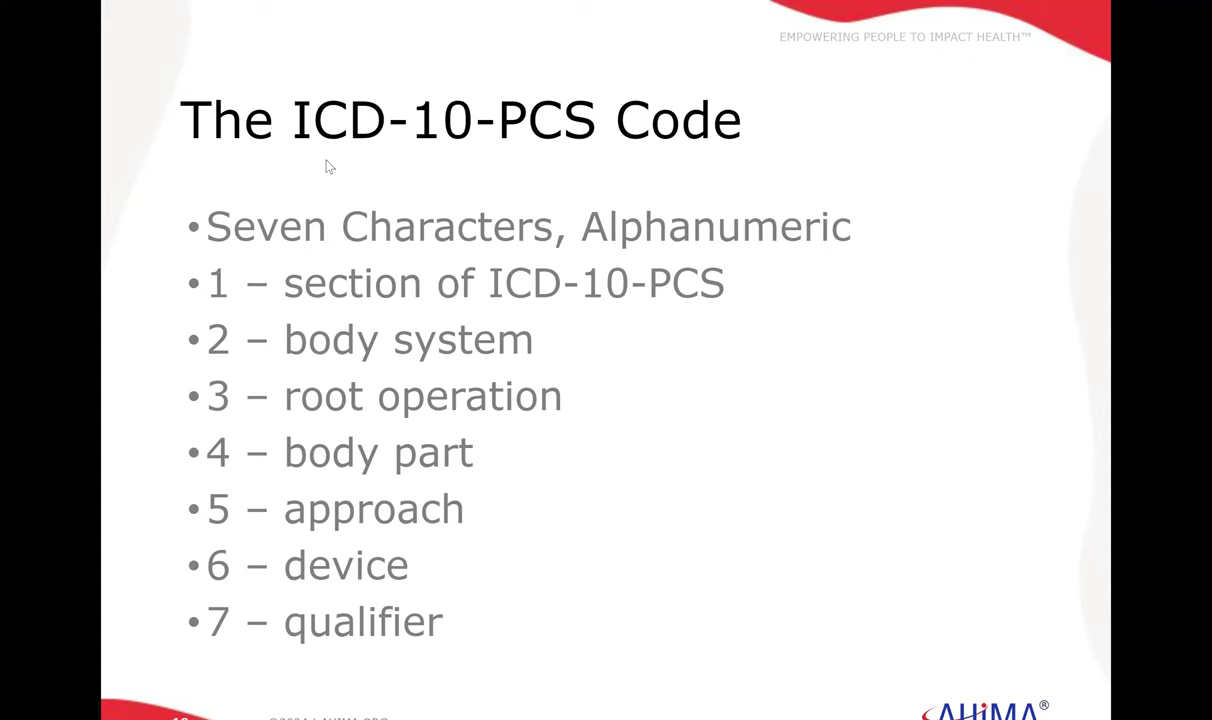 EMPOWERING PEOPLE TO IMPACT HEALTH™
The ICD-10-PCS Code
•Seven Characters, Alphanumeric
•1 – section of ICD-10-PCS
•2 – body system
•3 – root operation
•4 – body part
•5 – approach
•6 – device
•7 – qualifier
AHIMA®